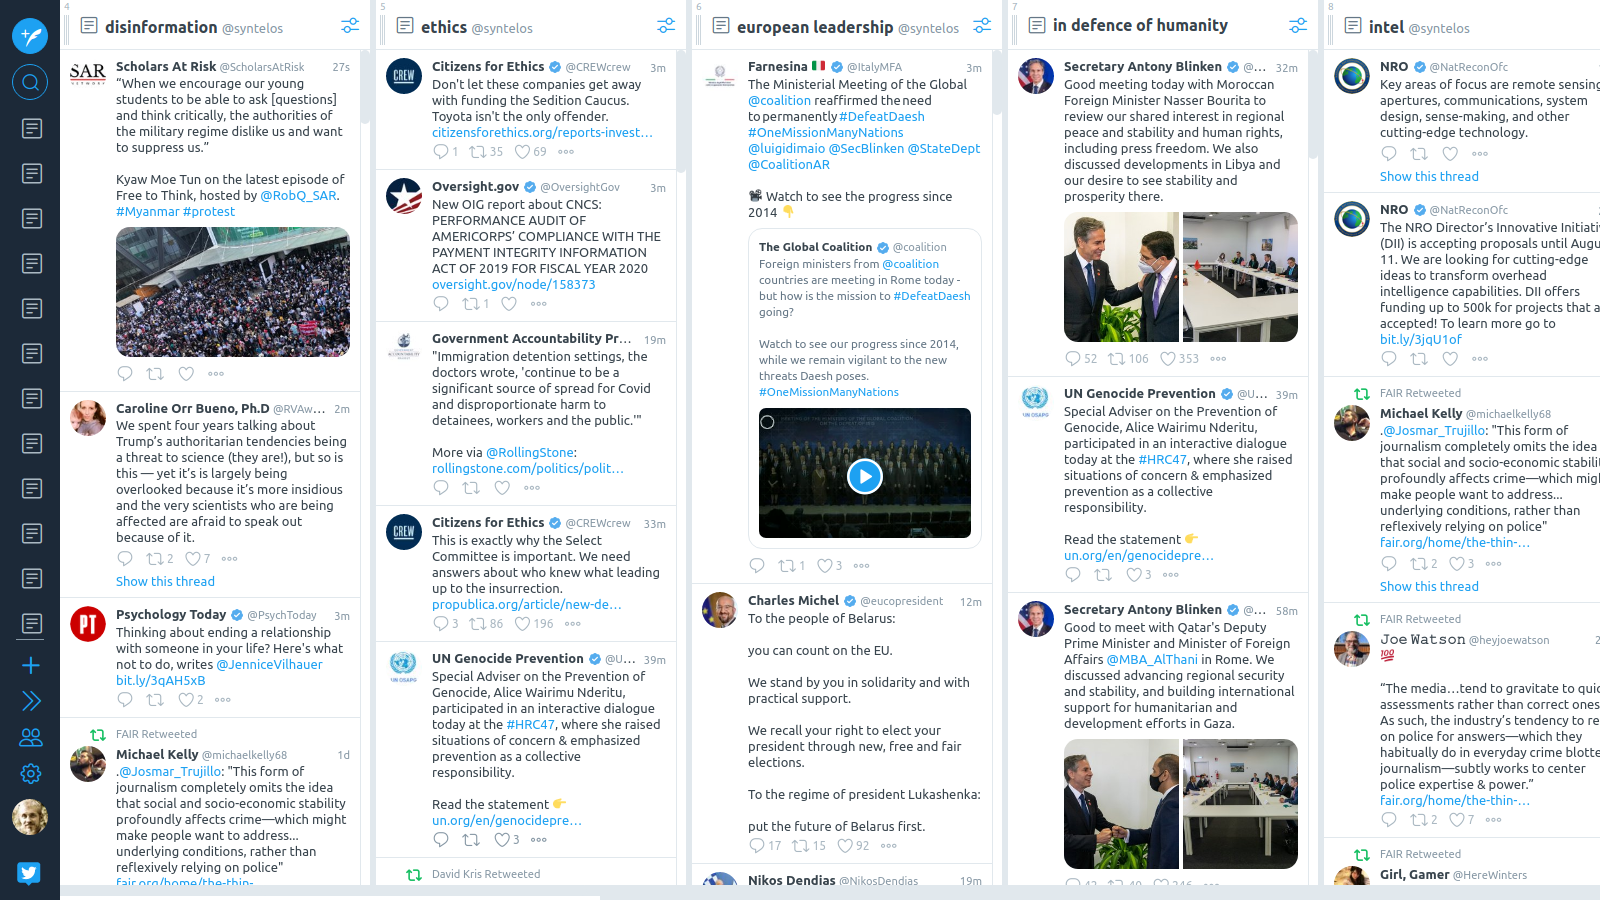 4
disinformation @syntelos
Scholars At Risk @ScholarsAtRisk 27s
“When we encourage our young
students to be able to ask [questions]
and think critically, the authorities of
the military regime dislike us and want
to suppress us.”
Kyaw Moe Tun on the latest episode of
Free to Think, hosted by @RobQ_SAR.
#Myanmar #protest
SAR
NETWORK
Caroline Orr Bueno, Ph.D @RVAw… 2m
We spent four years talking about
Trump’s authoritarian tendencies being
a threat to science (they are!), but so is
this — yet it’s is largely being
overlooked because it’s more insidious
and the very scientists who are being
affected are afraid to speak out
because of it.
2 7
Show this thread
PT
Psychology Today @PsychToday 3m
Thinking about ending a relationship
with someone in your life? Here's what
not to do, writes @JenniceVilhauer
bit.ly/3qAH5xB
2
FAIR Retweeted
Michael Kelly @michaelkelly68 1d
.@Josmar_Trujillo: "This form of
journalism completely omits the idea
that social and socio-economic stability
profoundly affects crime—which might
make people want to address...
underlying conditions, rather than
reflexively relying on police"
fair.org/home/the-thin-
5
ethics @syntelos
CREW
Citizens for Ethics @CREWcrew 3m
Don't let these companies get away
with funding the Sedition Caucus.
Toyota isn't the only offender.
citizensforethics.org/reports-invest…
1 35 69
Oversight.gov @OversightGov 3m
New OIG report about CNCS:
PERFORMANCE AUDIT OF
AMERICORPS’ COMPLIANCE WITH THE
PAYMENT INTEGRITY INFORMATION
ACT OF 2019 FOR FISCAL YEAR 2020
oversight.gov/node/158373
1
Government Accountability Pr… 19m
"Immigration detention settings, the
doctors wrote, 'continue to be a
significant source of spread for Covid
and disproportionate harm to
detainees, workers and the public.'"
More via @RollingStone:
rollingstone.com/politics/polit…
CREW
Citizens for Ethics @CREWcrew 33m
This is exactly why the Select
Committee is important. We need
answers about who knew what leading
up to the insurrection.
propublica.org/article/new-de…
3 86 196
UN OSAPG
UN Genocide Prevention @U… 39m
Special Adviser on the Prevention of
Genocide, Alice Wairimu Nderitu,
participated in an interactive dialogue
today at the #HRC47, where she raised
situations of concern & emphasized
prevention as a collective
responsibility.
Read the statement
un.org/en/genocidepre…
3
David Kris Retweeted
6
european leadership @syntelos
Farnesina @ItalyMFA 3m
The Ministerial Meeting of the Global
@coalition reaffirmed the need
to permanently #DefeatDaesh
#OneMissionManyNations
@luigidimaio @SecBlinken @StateDept
@CoalitionAR
Watch to see the progress since
2014
The Global Coalition @coalition
Foreign ministers from @coalition
countries are meeting in Rome today -
but how is the mission to #DefeatDaesh
going?
Watch to see our progress since 2014,
while we remain vigilant to the new
threats Daesh poses.
#OneMissionManyNations
1 3
Charles Michel @eucopresident 12m
To the people of Belarus:
you can count on the EU.
We stand by you in solidarity and with
practical support.
We recall your right to elect your
president through new, free and fair
elections.
To the regime of president Lukashenka:
put the future of Belarus first.
17 15 92
Nikos Dendias @NikosDendias 19m
7
in defence of humanity
Secretary Antony Blinken @… 32m
Good meeting today with Moroccan
Foreign Minister Nasser Bourita to
review our shared interest in regional
peace and stability and human rights,
including press freedom. We also
discussed developments in Libya and
our desire to see stability and
prosperity there.
52 106 353
UN OSAPG
UN Genocide Prevention @U… 39m
Special Adviser on the Prevention of
Genocide, Alice Wairimu Nderitu,
participated in an interactive dialogue
today at the #HRC47, where she raised
situations of concern & emphasized
prevention as a collective
responsibility.
Read the statement
un.org/en/genocidepre…
3
Secretary Antony Blinken @… 58m
Good to meet with Qatar's Deputy
Prime Minister and Minister of Foreign
Affairs @MBA_AlThani in Rome. We
discussed advancing regional security
and stability, and building international
support for humanitarian and
development efforts in Gaza.
8
intel @syntelos
NRO @NatReconOfc
Key areas of focus are remote sensing
apertures, communications, system
design, sense-making, and other
cutting-edge technology.
Show this thread
NRO @NatReconOfc
The NRO Director’s Innovative Initiati
(DII) is accepting proposals until Augu
11. We are looking for cutting-edge
ideas to transform overhead
intelligence capabilities. DII offers
funding up to 500k for projects that a
accepted! To learn more go to
bit.ly/3jqU1of
FAIR Retweeted
Michael Kelly @michaelkelly68
.@Josmar_Trujillo: "This form of
journalism completely omits the idea
that social and socio-economic stabili
profoundly affects crime—which mig
make people want to address...
underlying conditions, rather than
reflexively relying on police"
fair.org/home/the-thin-…
2 3
Show this thread
FAIR Retweeted
Joe Watson @heyjoewatson
💯
“The media…tend to gravitate to quic
assessments rather than correct ones
As such, the industry’s tendency to re
on police for answers—which they
habitually do in everyday crime blotte
journalism—subtly works to center
police expertise & power.”
fair.org/home/the-thin-…
2 7
FAIR Retweeted
Girl, Gamer @HereWinters